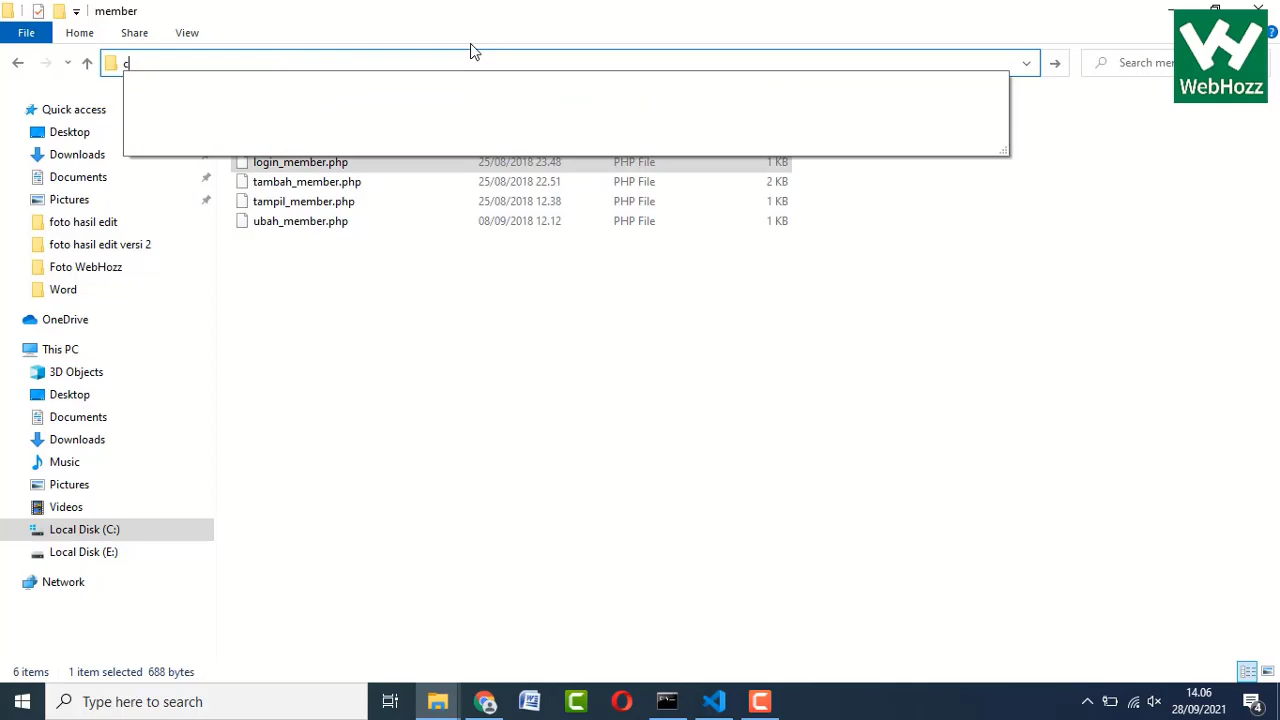 member
File
Home
Share
View
c
Search mem
WebHozz
Quick access
Desktop
Downloads
Documents
Pictures
foto hasil edit
foto hasil edit versi 2
Foto WebHozz
Word
OneDrive
This PC
3D Objects
Desktop
Documents
Downloads
Music
Pictures
Videos
Local Disk (C:)
Local Disk (E:)
Network
login_member.php 25/08/2018 23.48 PHP File 1 KB
tambah_member.php 25/08/2018 22.51 PHP File 2 KB
tampil_member.php 25/08/2018 12.38 PHP File 1 KB
ubah_member.php 08/09/2018 12.12 PHP File 1 KB
6 items 1 item selected 688 bytes
Type here to search
14.06
28/09/2021
4